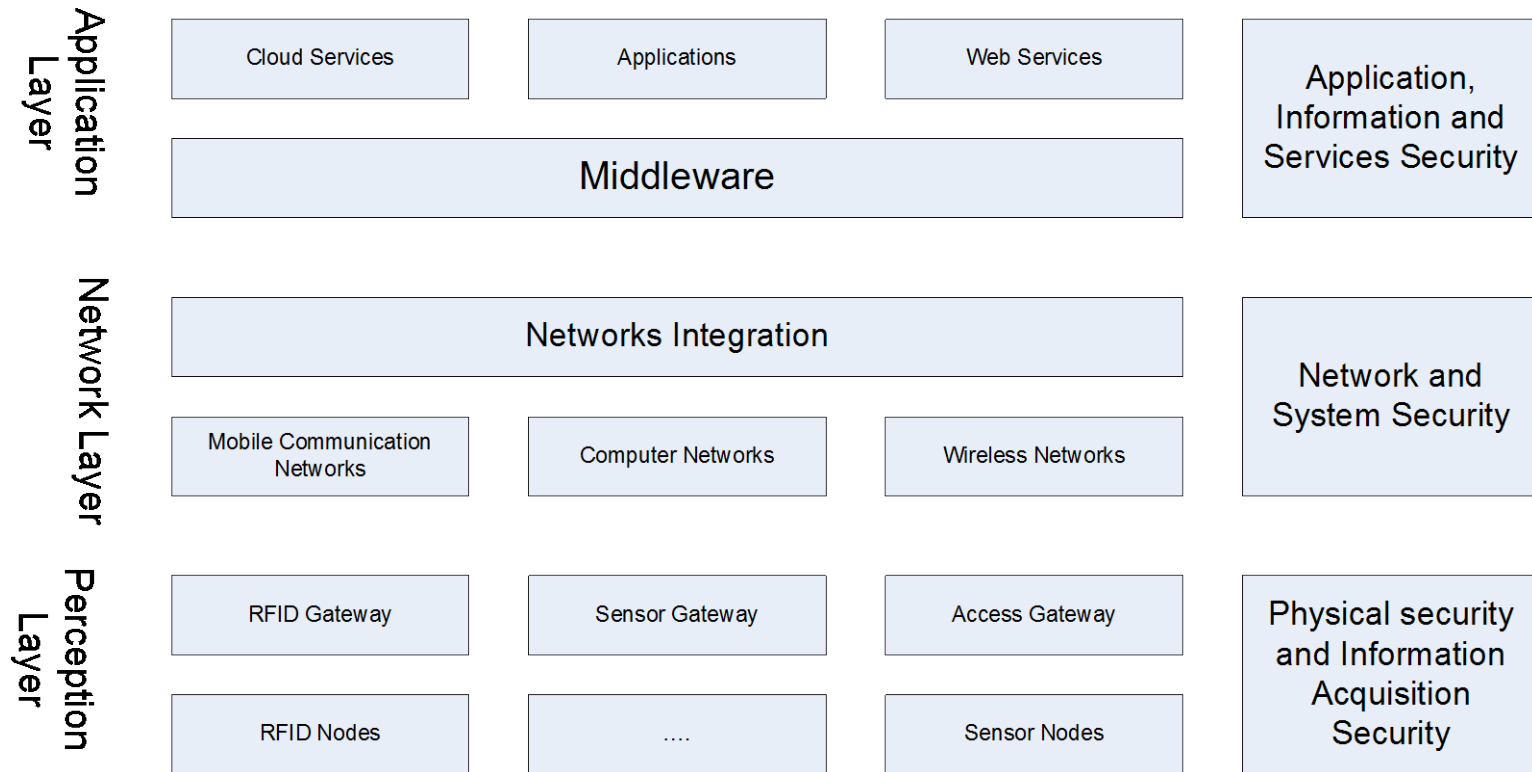 Application
Layer
Cloud Services
Applications
Web Services
Middleware
Application,
Information and
Services Security
Network Layer
Networks Integration
Mobile Communication
Networks
Computer Networks
Wireless Networks
Network and
System Security
Perception
Layer
RFID Gateway
Sensor Gateway
Access Gateway
RFID Nodes
....
Sensor Nodes
Physical security
and Information
Acquisition
Security